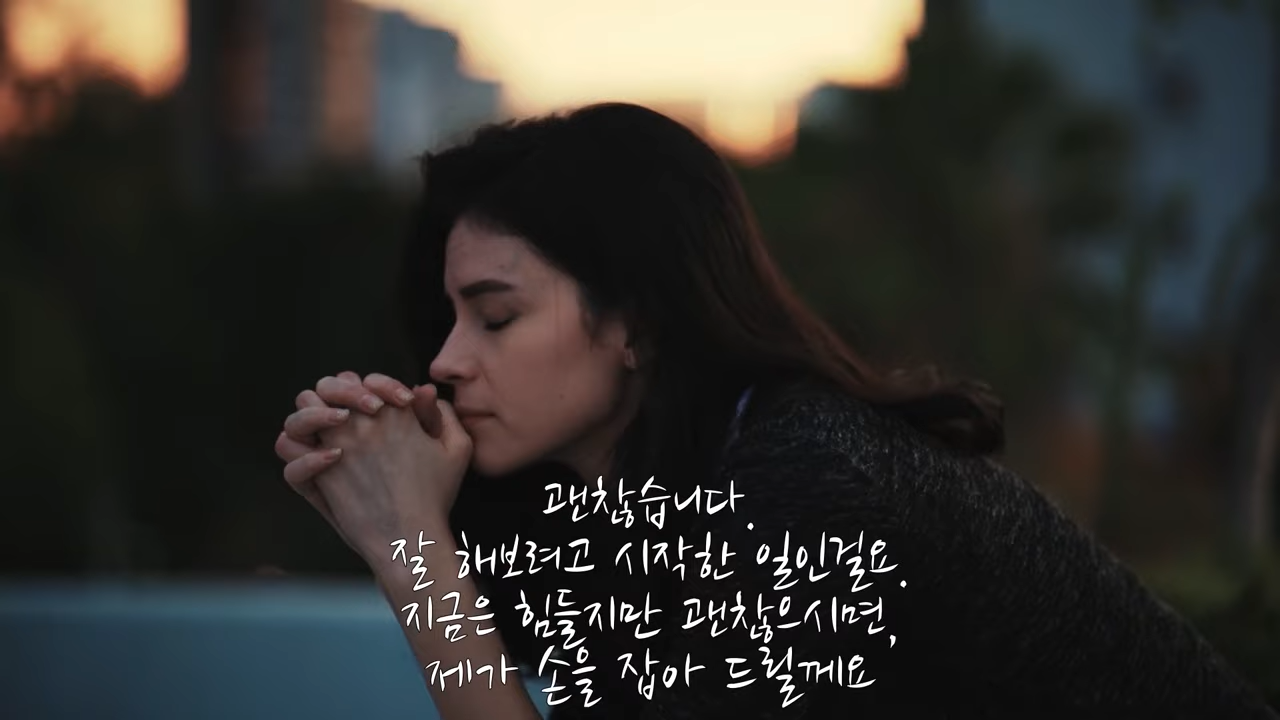 괜찮습니다.
잘 해보려고 시작한 일인걸요.
지금은 힘들지만 괜찮으시면,
제가 손을 잡아 드릴께요